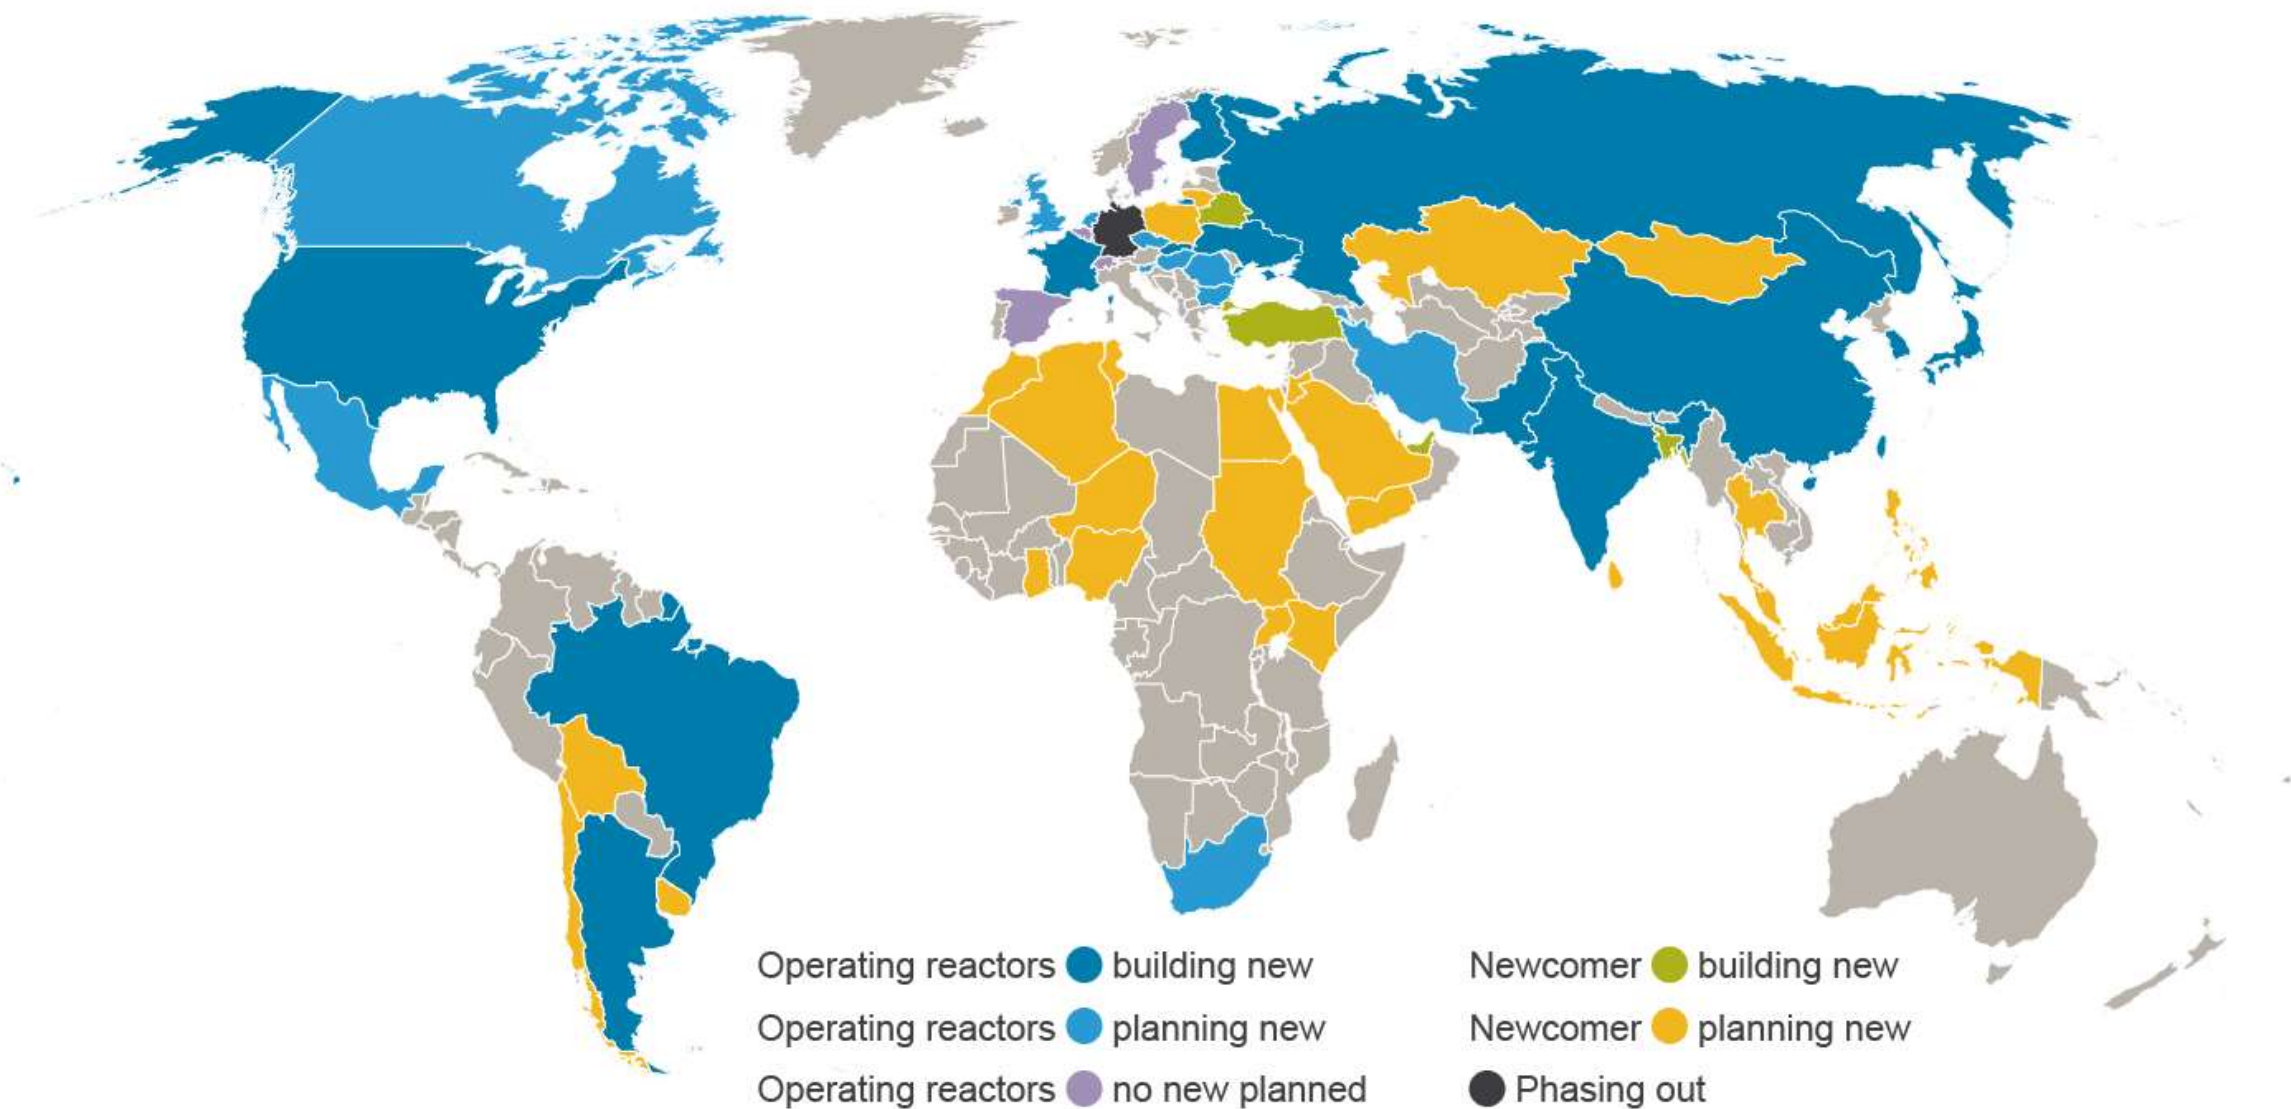 Operating reactors building new
Operating reactors planning new
Operating reactors no new planned
Newcomer building new
Newcomer planning new
Phasing out